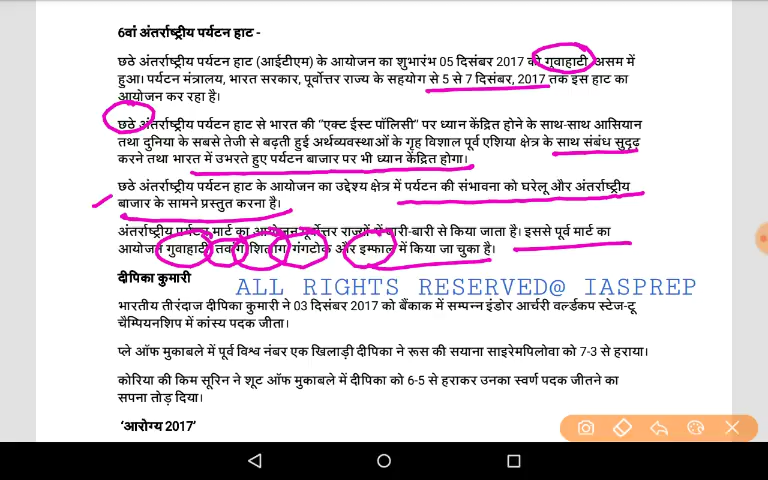 6वां अंतर्राष्ट्रीय पर्यटन हाट -
छठे अंतर्राष्ट्रीय पर्यटन हाट (आईटीएम) के आयोजन का शुभारंभ 05 दिसंबर 2017 को गुवाहाटी, असम में
हुआ। पर्यटन मंत्रालय, भारत सरकार, पूर्वोत्तर राज्य के सहयोग से 5 से 7 दिसंबर, 2017 तक इस हाट का
आयोजन कर रहा है।
छठे अंतर्राष्ट्रीय पर्यटन हाट से भारत की “एक्ट ईस्ट पॉलिसी” पर ध्यान केंद्रित होने के साथ-साथ आसियान
तथा दुनिया के सबसे तेजी से बढ़ती हुई अर्थव्यवस्थाओं के गृह विशाल पूर्व एशिया क्षेत्र के साथ संबंध सुदृढ़
करने तथा भारत में उभरते हुए पर्यटन बाजार पर भी ध्यान केंद्रित होगा।
छठे अंतर्राष्ट्रीय पर्यटन हाट के आयोजन का उद्देश्य क्षेत्र में पर्यटन की संभावना को घरेलू और अंतर्राष्ट्रीय
बाजार के सामने प्रस्तुत करना है।
अंतर्राष्ट्रीय पर्यटन मार्ट का आयोजन पूर्वोत्तर राज्यों में बारी-बारी से किया जाता है। इससे पूर्व मार्ट का
आयोजन गुवाहाटी, शिलांग, गंगटोक और इम्फाल में किया जा चुका है।
दीपिका कुमारी
ALL RIGHTS RESERVED@ IASPREP
भारतीय तीरंदाज दीपिका कुमारी ने 03 दिसंबर 2017 को बैंकाक में सम्पन्न इंडोर आर्चरी वर्ल्डकप स्टेज-टू
चैम्पियनशिप में कांस्य पदक जीता।
प्ले ऑफ मुकाबले में पूर्व विश्व नंबर एक खिलाड़ी दीपिका ने रूस की सयाना साइरेमपिलोवा को 7-3 से हराया।
कोरिया की किम सूरिन ने शूट ऑफ मुकाबले में दीपिका को 6-5 से हराकर उनका स्वर्ण पदक जीतने का
सपना तोड़ दिया।
‘आरोग्य 2017’